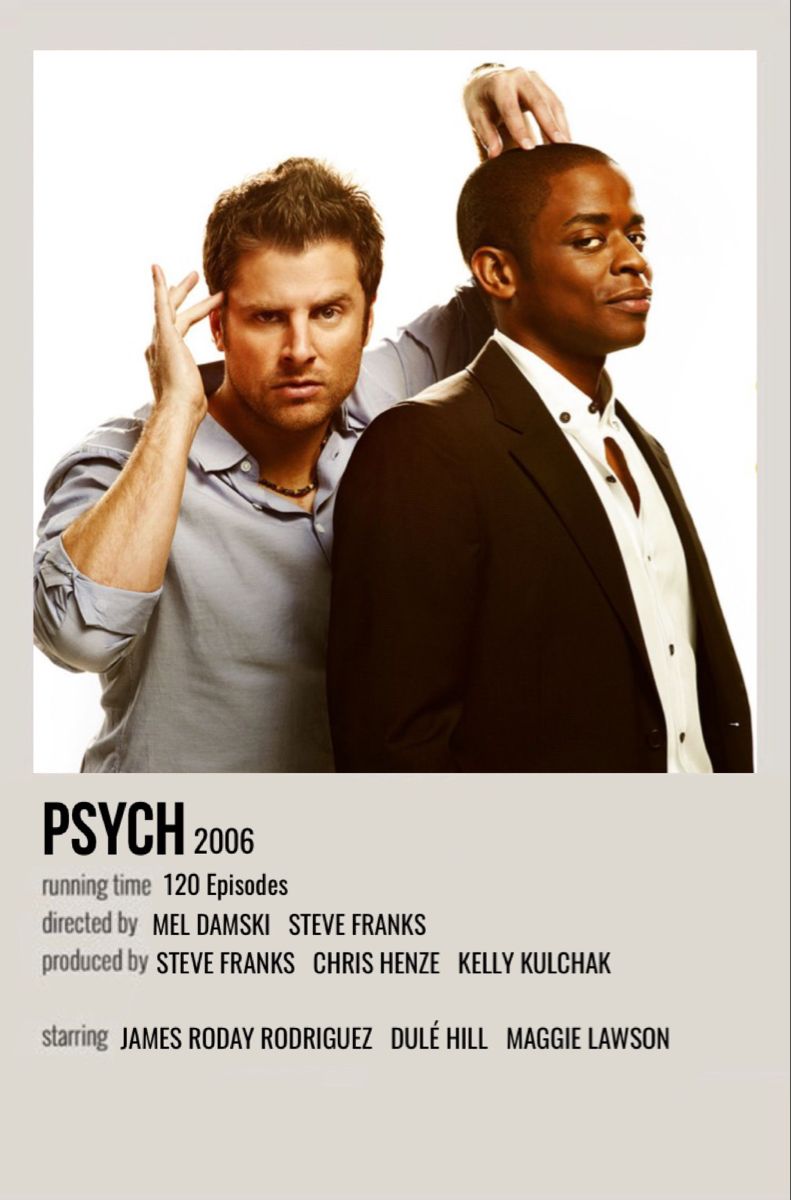 PSYCH 2006
running time 120 Episodes
directed by MEL DAMSKI STEVE FRANKS
produced by STEVE FRANKS CHRIS HENZE KELLY KULCHAK
starring JAMES RODAY RODRIGUEZ DULÉ HILL MAGGIE LAWSON